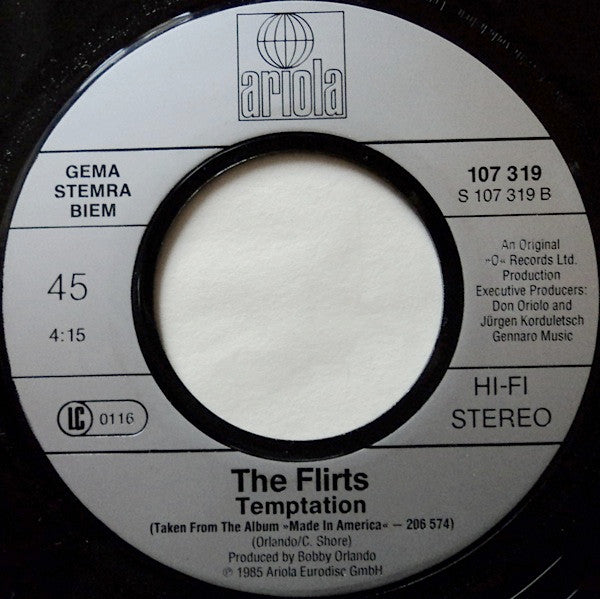 ariola
GEMA
STEMRA
BIEM
107 319
S 107 319 B
45
4:15
An Original
»O« Records Ltd.
Production
Executive Producers:
Don Oriolo and
Jürgen Korduletsch
Gennaro Music
LC 0116
HI-FI
STEREO
The Flirts
Temptation
(Taken From The Album »Made In America« – 206 574)
(Orlando/C. Shore)
Produced by Bobby Orlando
℗ 1985 Ariola Eurodisc GmbH